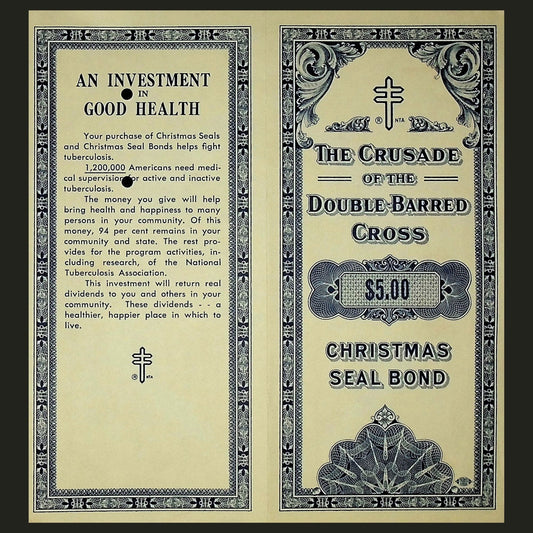 AN INVESTMENT
IN
GOOD HEALTH
Your purchase of Christmas Seals
and Christmas Seal Bonds helps fight
tuberculosis.
1,200,000 Americans need medi-
cal supervision for active and inactive
tuberculosis.
The money you give will help
bring health and happiness to many
persons in your community. Of this
money, 94 per cent remains in your
community and state. The rest pro-
vides for the program activities, in-
cluding research, of the National
Tuberculosis Association.
This investment will return real
dividends to you and others in your
community. These dividends - - a
healthier, happier place in which to
live.
® NTA
® NTA
THE CRUSADE
OF THE
DOUBLE-BARRED
CROSS
$5.00
CHRISTMAS
SEAL BOND